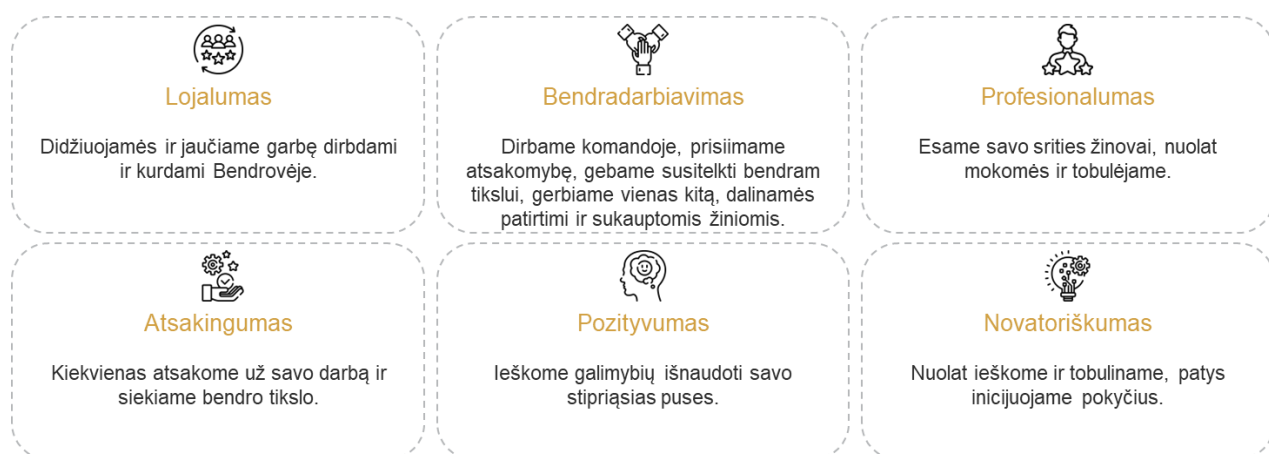 Lojalumas
Didžiuojamės ir jaučiame garbę dirbdami
ir kurdami Bendrovėje.
Bendradarbiavimas
Dirbame komandoje, prisiimame
atsakomybę, gebame susitelkti bendram
tikslui, gerbiame vienas kitą, dalinamės
patirtimi ir sukauptomis žiniomis.
Profesionalumas
Esame savo srities žinovai, nuolat
mokomės ir tobulėjame.
Atsakingumas
Kiekvienas atsakome už savo darbą ir
siekiame bendro tikslo.
Pozityvumas
Ieškome galimybių išnaudoti savo
stipriąsias puses.
Novatoriškumas
Nuolat ieškome ir tobuliname, patys
inicijuojame pokyčius.